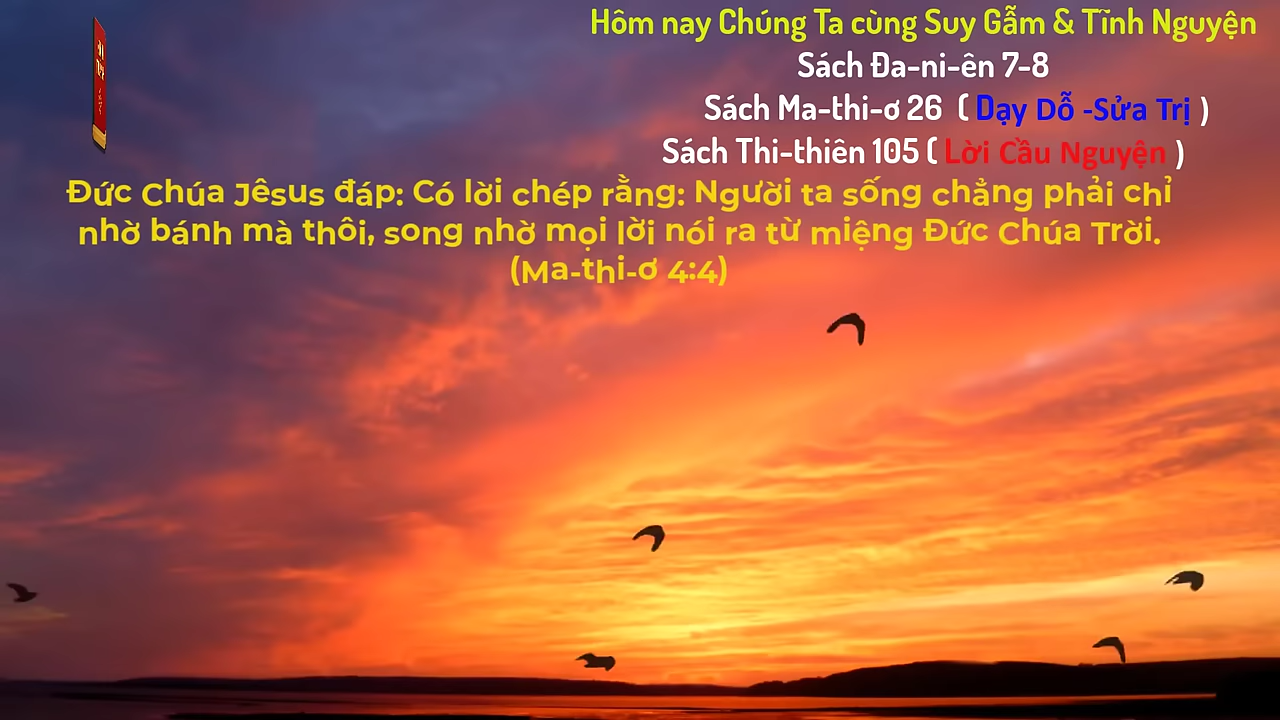 Hôm nay Chúng Ta cùng Suy Gẫm & Tĩnh Nguyện
Sách Đa-ni-ên 7-8
Sách Ma-thi-ơ 26 ( Dạy Dỗ -Sửa Trị )
Sách Thi-thiên 105 ( Lời Cầu Nguyện )
Đức Chúa Jêsus đáp: Có lời chép rằng: Người ta sống chẳng phải chỉ
nhờ bánh mà thôi, song nhờ mọi lời nói ra từ miệng Đức Chúa Trời.
(Ma-thi-ơ 4:4)